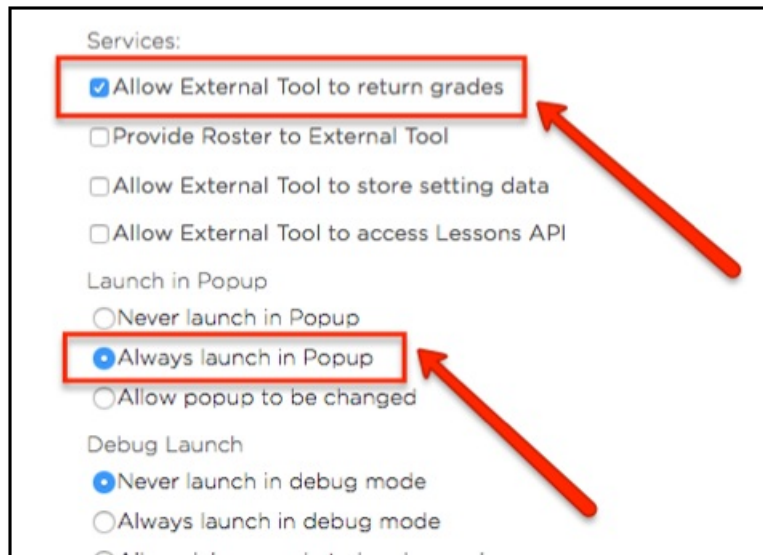 Services:
Allow External Tool to return grades
Provide Roster to External Tool
Allow External Tool to store setting data
Allow External Tool to access Lessons API
Launch in Popup
Never launch in Popup
Always launch in Popup
Allow popup to be changed
Debug Launch
Never launch in debug mode
Always launch in debug mode